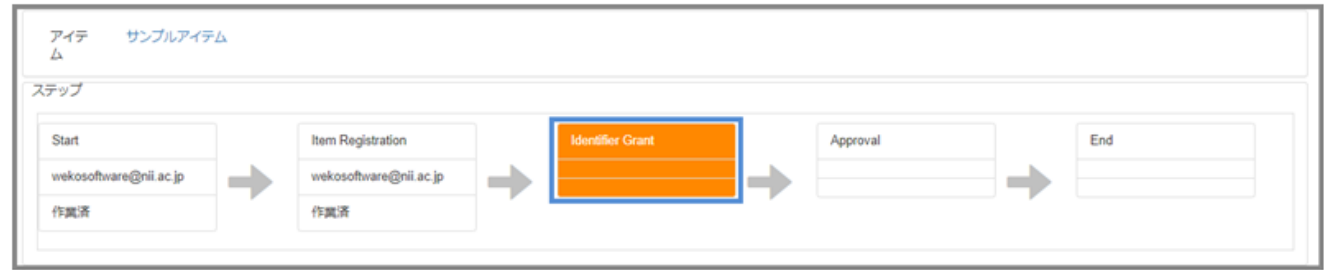 アイテ
ム
サンプルアイテム
ステップ
Start
wekosoftware@nii.ac.jp
作業済
Item Registration
wekosoftware@nii.ac.jp
作業済
Identifier Grant
Approval
End